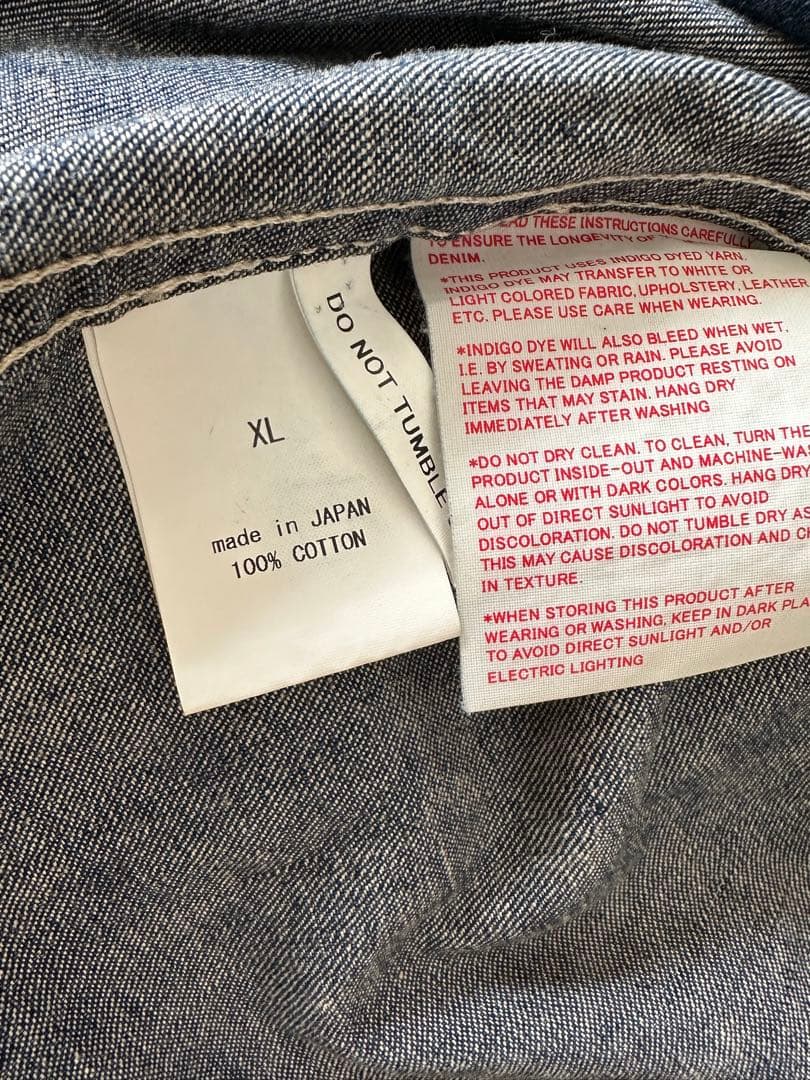 XL
made in JAPAN
100% COTTON
DO NOT TUMBLE
THESE INSTRUCTIONS CAREFULLY
TO ENSURE THE LONGEVITY OF
DENIM.
*THIS PRODUCT USES INDIGO DYED YARN.
INDIGO DYE MAY TRANSFER TO WHITE OR
LIGHT COLORED FABRIC, UPHOLSTERY, LEATHER,
ETC. PLEASE USE CARE WHEN WEARING.
*INDIGO DYE WILL ALSO BLEED WHEN WET.
I.E. BY SWEATING OR RAIN. PLEASE AVOID
LEAVING THE DAMP PRODUCT RESTING ON
ITEMS THAT MAY STAIN. HANG DRY
IMMEDIATELY AFTER WASHING
*DO NOT DRY CLEAN. TO CLEAN, TURN THE
PRODUCT INSIDE-OUT AND
ALONE OR WITH DARK COLORS. HANG DRY
OUT OF DIRECT SUNLIGHT TO AVOID
DISCOLORATION. DO NOT TUMBLE DRY AS
THIS MAY CAUSE DISCOLORATION AND
IN TEXTURE.
*WHEN STORING THIS PRODUCT AFTER
WEARING OR WASHING, KEEP IN DARK
TO AVOID DIRECT SUNLIGHT AND/OR
ELECTRIC LIGHTING